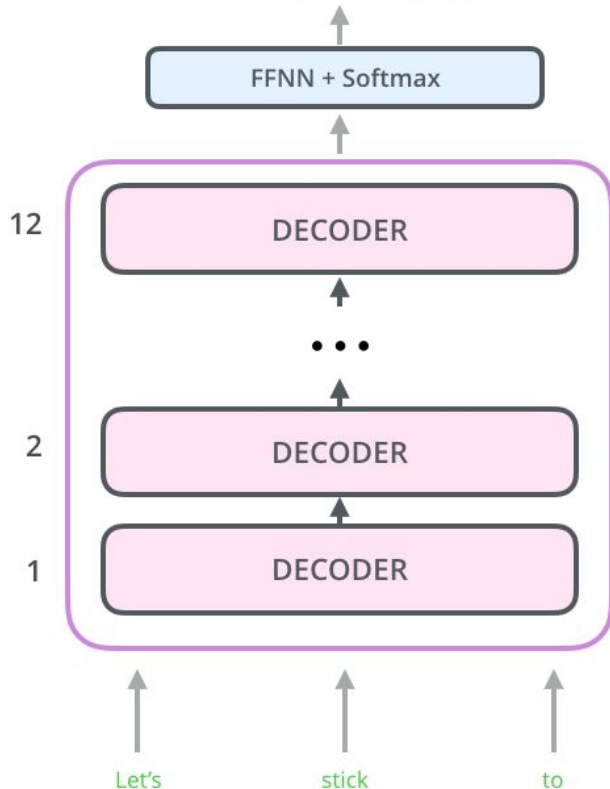 FFNN + Softmax
12 DECODER
...
2 DECODER
1 DECODER
Let's stick to